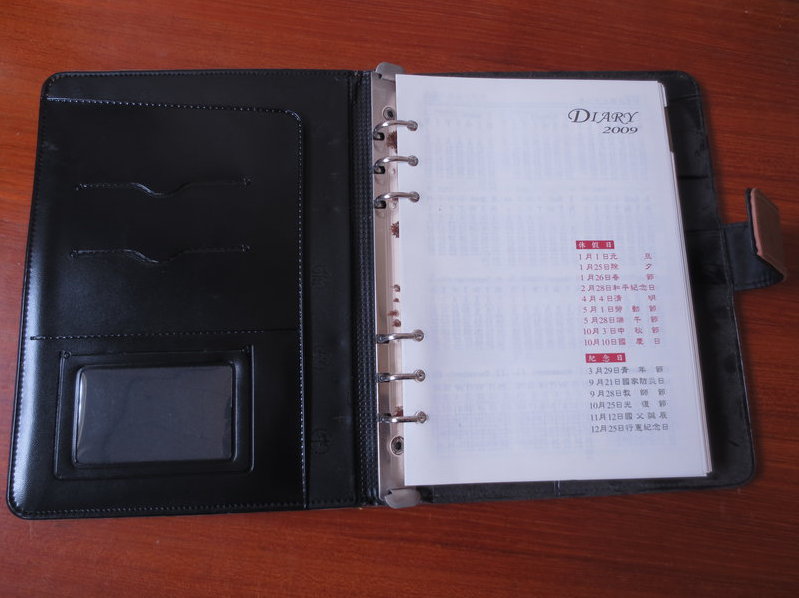 DIARY
2009
休假日
1月1日元旦
1月25日除夕
1月26日春節
2月28日和平紀念日
4月4日清明
5月1日勞動節
5月28日端午節
10月3日中秋節
10月10日國慶日
紀念日
3月29日青年節
9月21日國家防災日
9月28日教師節
10月25日光復節
11月12日國父誕辰
12月25日行憲紀念日